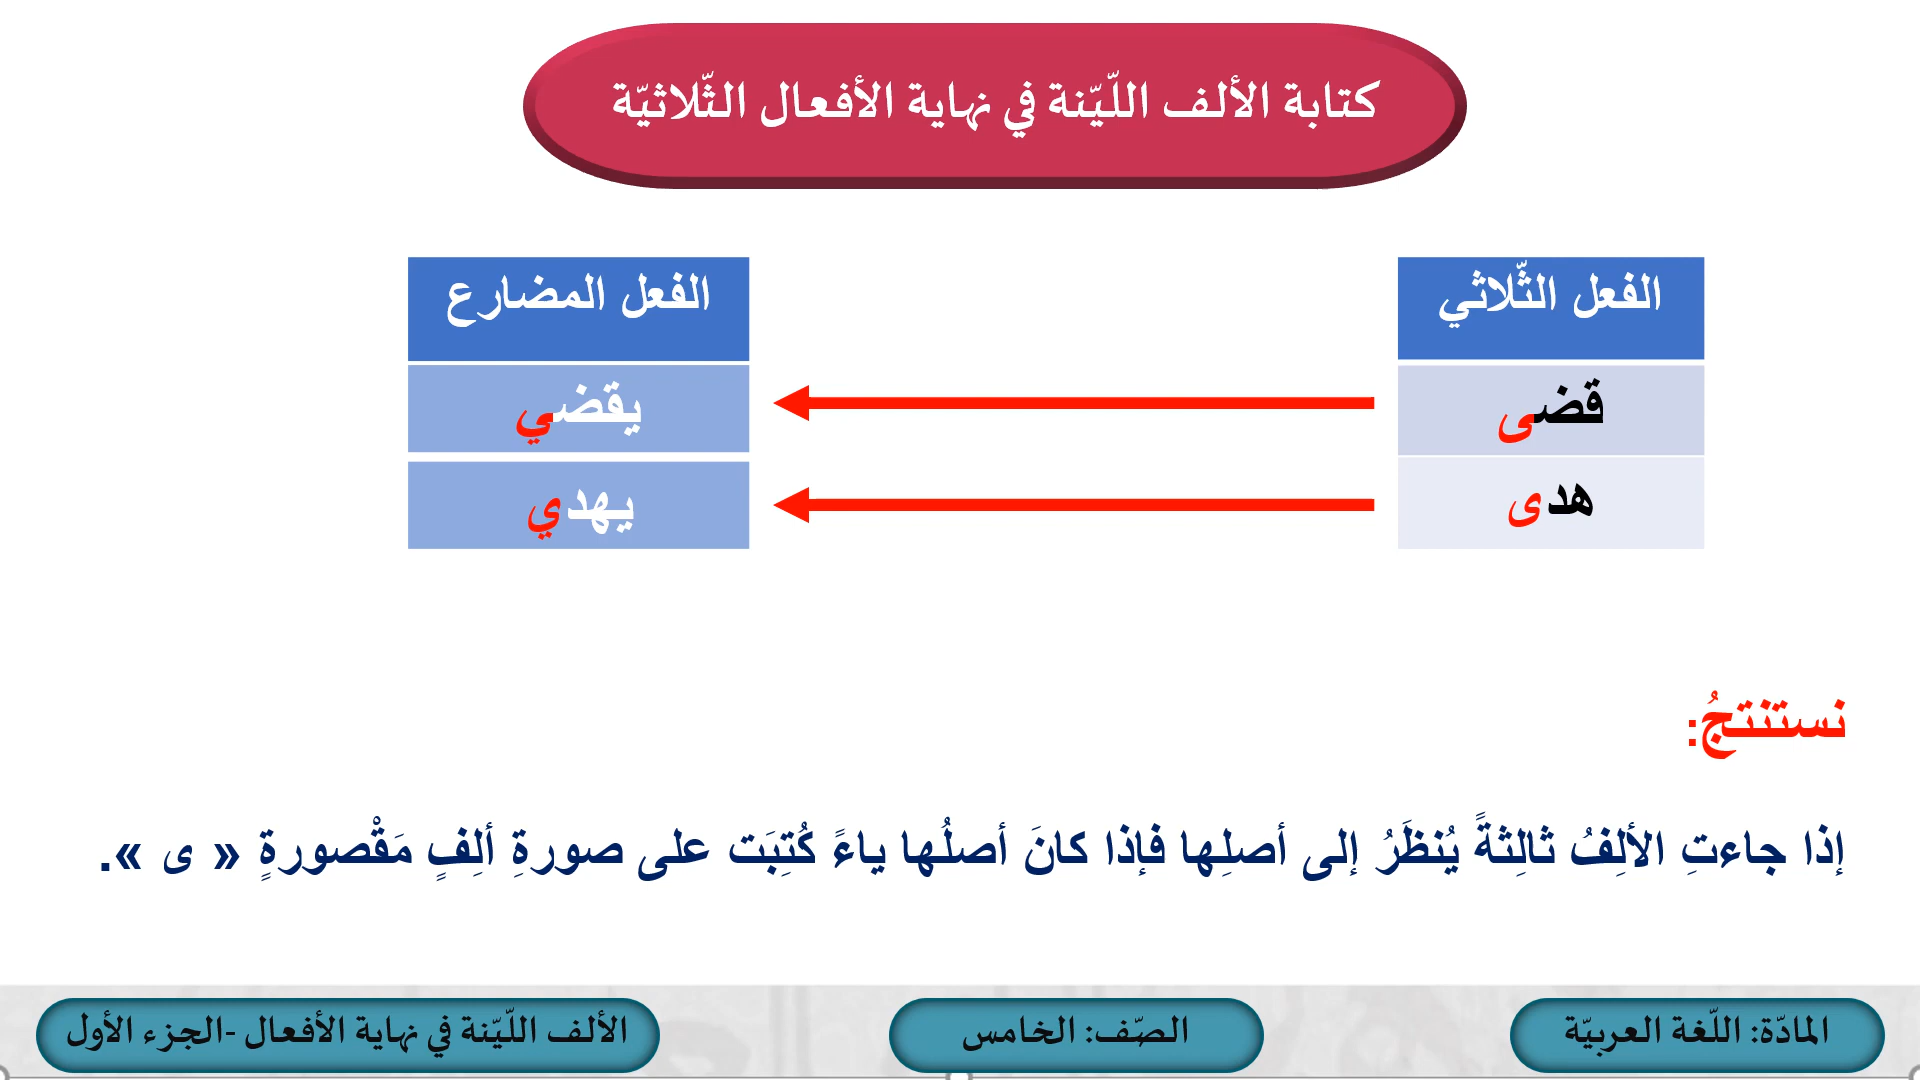 كتابة الألف اللّيّنة في نهاية الأفعال الثّلاثيّة
الفعل الثّلاثي
الفعل المضارع
قضى
يقضي
هدى
يهدي
نستنتجُ:
إذا جاءتِ الألِفُ ثالِثةً يُنظَرُ إلى أصلِها فإذا كانَ أصلُها ياءً كُتِبَت على صورةِ ألِفٍ مَقْصورةٍ « ى ».
المادّة: اللّغة العربيّة
الصّف: الخامس
الألف اللّيّنة في نهاية الأفعال -الجزء الأول